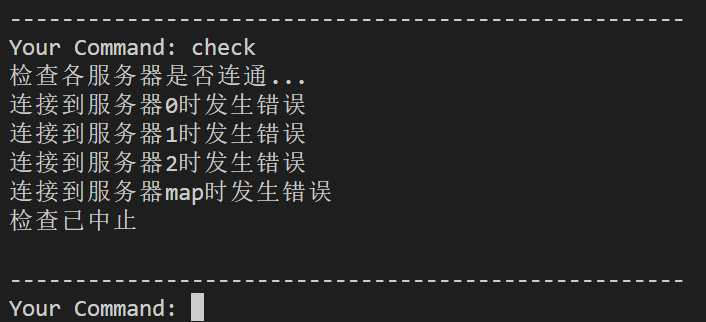 ----------------------------------------------------
Your Command: check
检查各服务器是否连通...
连接到服务器0时发生错误
连接到服务器1时发生错误
连接到服务器2时发生错误
连接到服务器map时发生错误
检查已中止
----------------------------------------------------
Your Command: